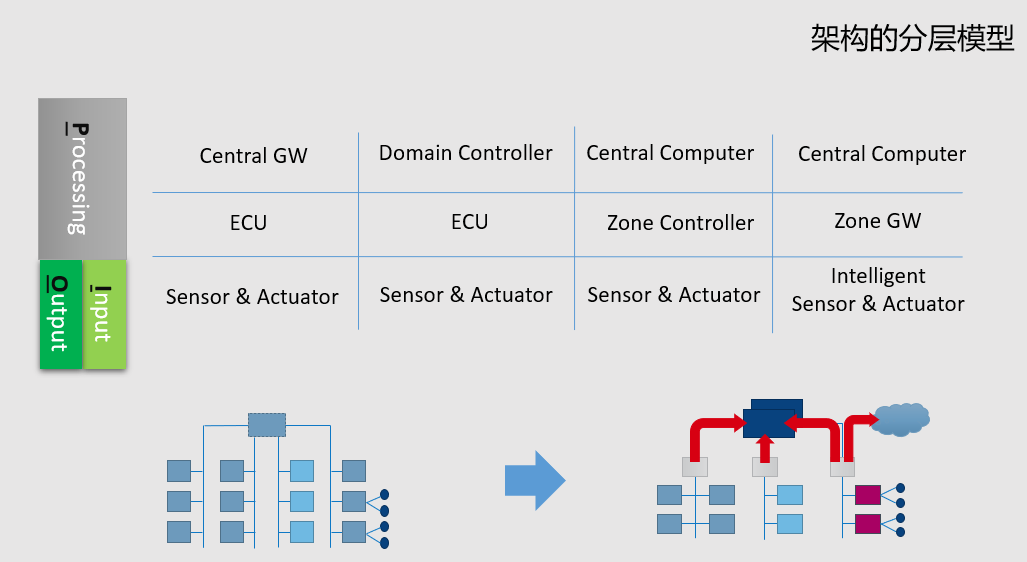 架构的分层模型
Processing
Output
Input
Central GW
Domain Controller
Central Computer
Central Computer
ECU
ECU
Zone Controller
Zone GW
Sensor & Actuator
Sensor & Actuator
Sensor & Actuator
Intelligent
Sensor & Actuator